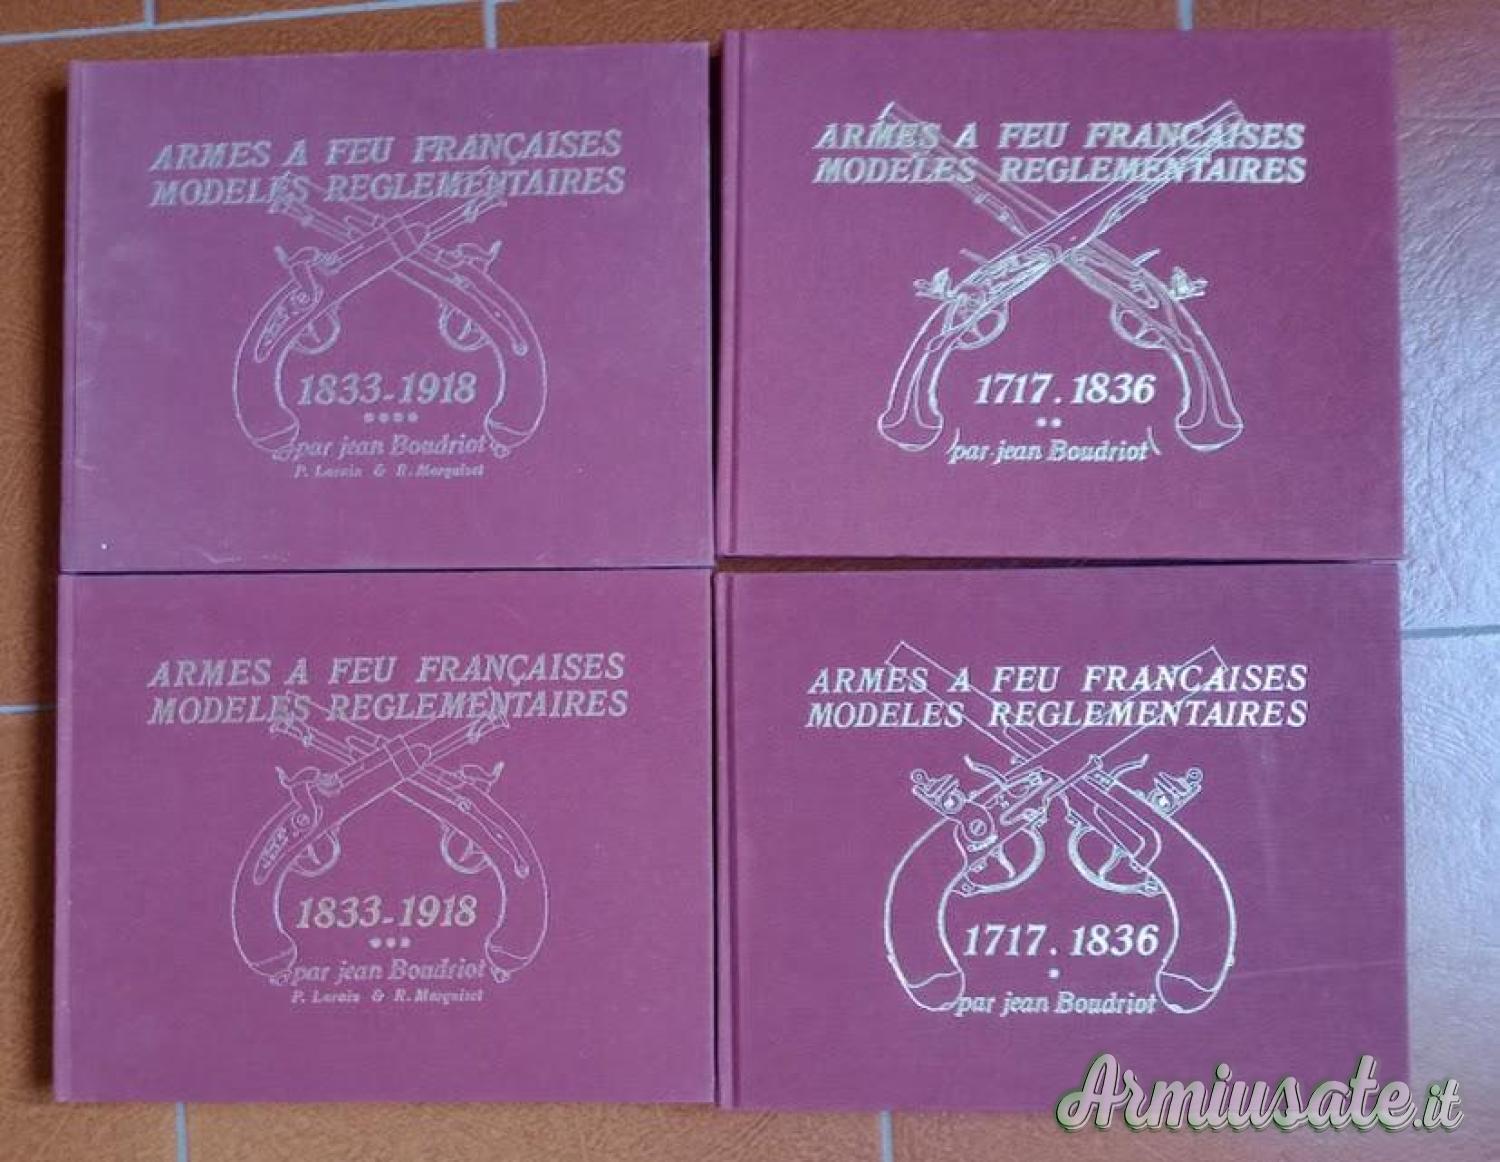 ARMES A FEU FRANÇAISES
MODELES REGLEMENTAIRES
1833-1918
par jean Boudriot
P. Lorain & R. Marquiset
ARMES A FEU FRANÇAISES
MODELES REGLEMENTAIRES
1717. 1836
par jean Boudriot
ARMES A FEU FRANÇAISES
MODELES REGLEMENTAIRES
1833-1918
par jean Boudriot
P. Lorain & R. Marquiset
ARMES A FEU FRANÇAISES
MODELES REGLEMENTAIRES
1717. 1836
par jean Boudriot
Armiusate.it